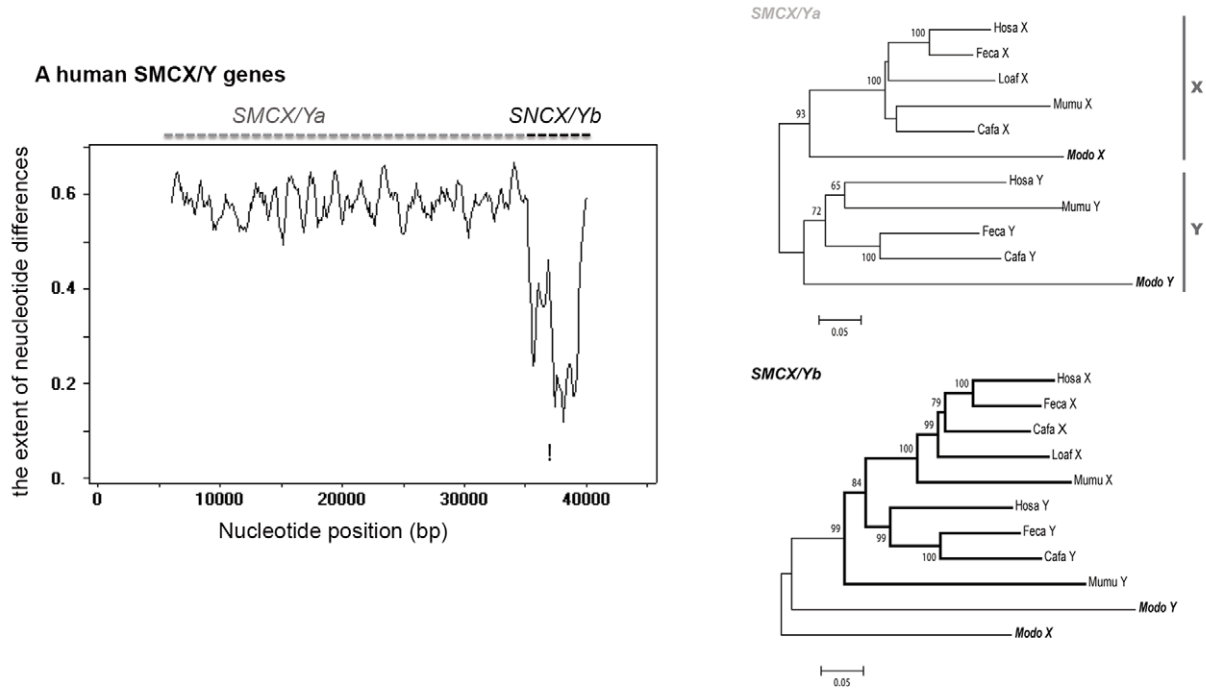 A human SMCX/Y genes
SMCX/Ya
SNCX/Yb
the extent of neucleotide differences
0.6
0.4
0.2
0.
!
0
10000
20000
30000
40000
Nucleotide position (bp)
SMCX/Ya
100
Hosa X
Feca X
100
Loaf X
Mumu X
93
Cafa X
Modo X
X
65
Hosa Y
Mumu Y
72
Feca Y
100
Cafa Y
Modo Y
Y
0.05
SMCX/Yb
100
Hosa X
79
Feca X
99
Cafa X
100
Loaf X
Mumu X
84
Hosa Y
99
99
Feca Y
100
Cafa Y
Mumu Y
Modo Y
Modo X
0.05